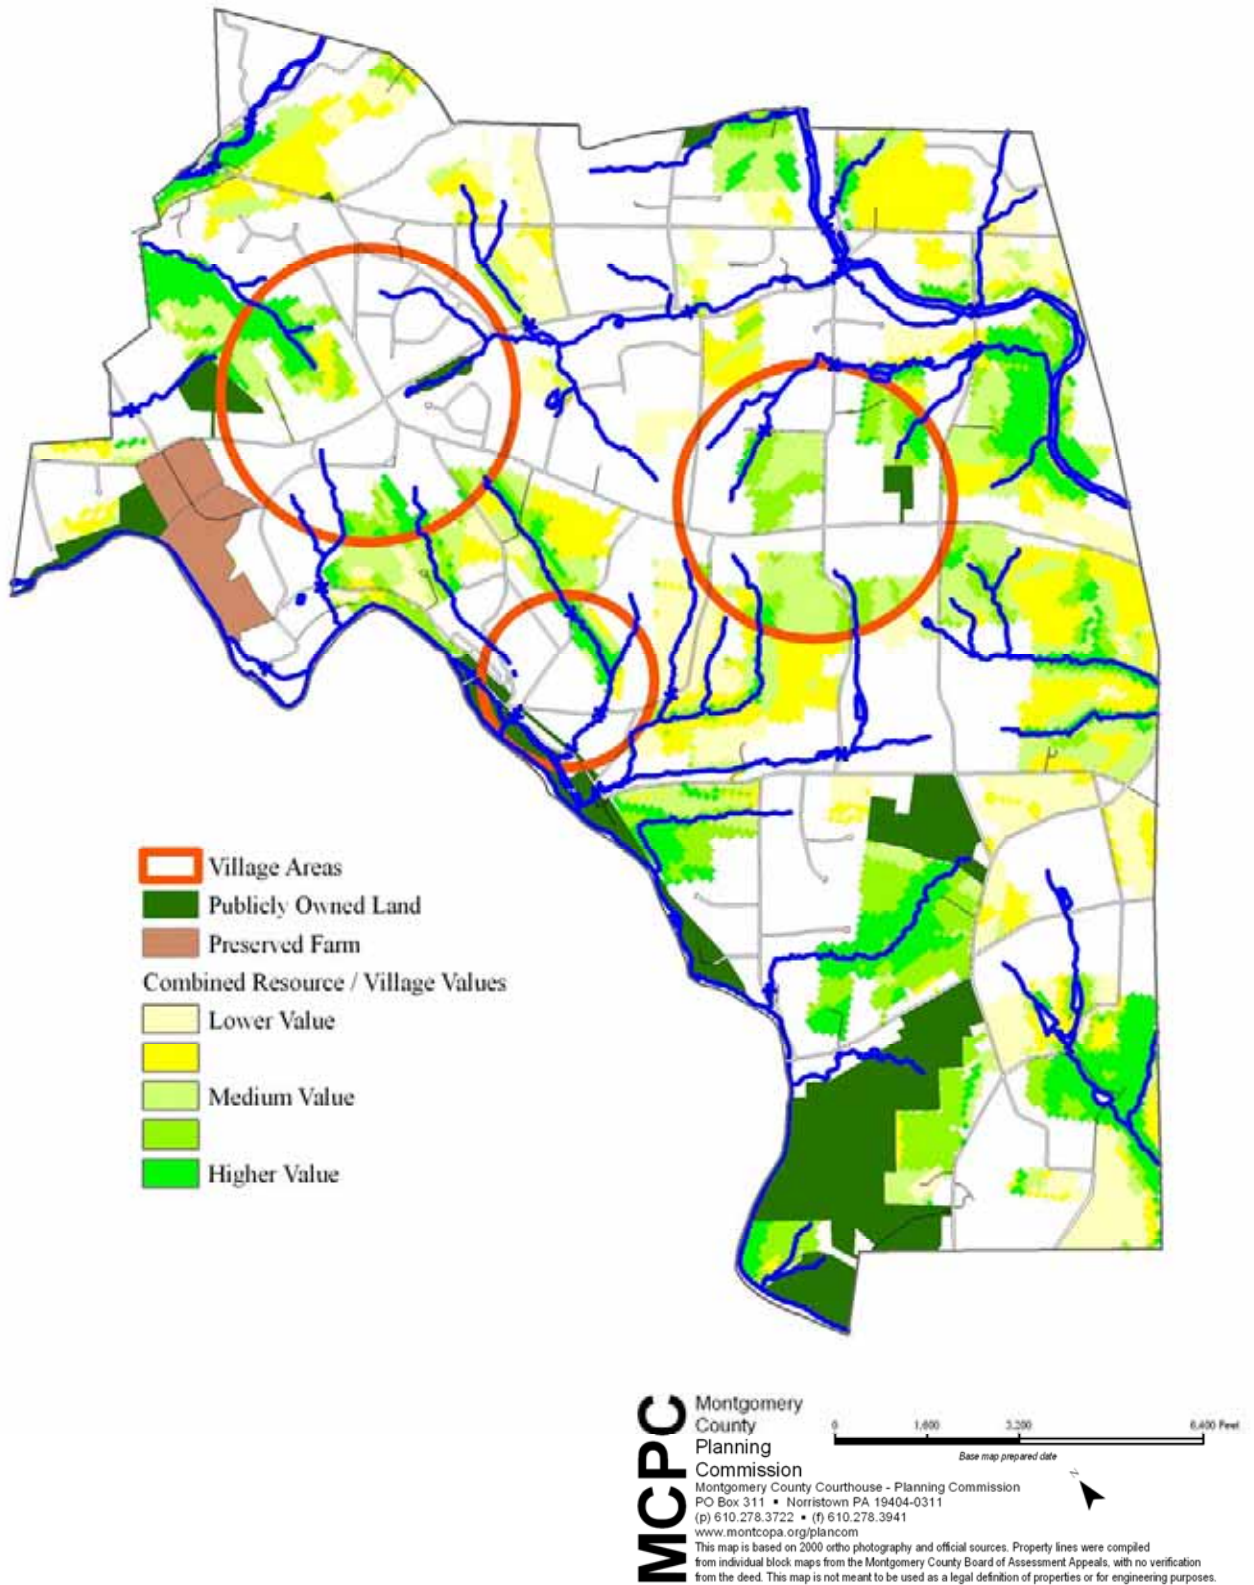 Village Areas
Publicly Owned Land
Preserved Farm
Combined Resource / Village Values
Lower Value
Medium Value
Higher Value
MCPC
Montgomery
County
Planning
Commission
0 1,600 3,200 6,400 Feet
Base map prepared date
N
Montgomery County Courthouse - Planning Commission
PO Box 311 ▪ Norristown PA 19404-0311
(p) 610.278.3722 ▪ (f) 610.278.3941
www.montcopa.org/plancom
This map is based on 2000 ortho photography and official sources. Property lines were compiled
from individual block maps from the Montgomery County Board of Assessment Appeals, with no verification
from the deed. This map is not meant to be used as a legal definition of properties or for engineering purposes.